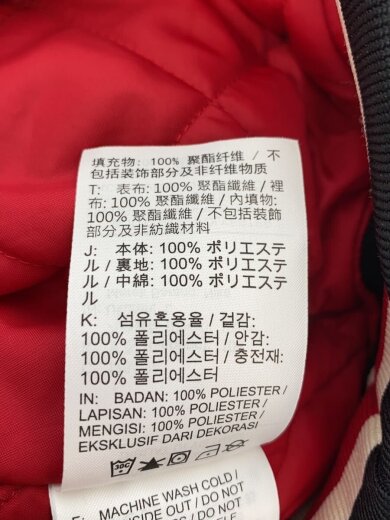 填充物: 100% 聚酯纤维 / 不
包括装饰部分及非纤维物质
T: 表布: 100% 聚酯纖維 / 裡
布: 100% 聚酯纖維 / 內填物:
100% 聚酯纖維 / 不包括裝飾
部分及非紡織材料
J: 本体: 100% ポリエステ
ル / 裏地: 100% ポリエステ
ル / 中綿: 100% ポリエステ
ル
K: 섬유혼용율 / 겉감:
100% 폴리에스터 / 안감:
100% 폴리에스터 / 충전재:
100% 폴리에스터
IN: BADAN: 100% POLIESTER /
LAPISAN: 100% POLIESTER /
MENGISI: 100% POLIESTER /
EKSKLUSIF DARI DEKORASI
30C
MACHINE WASH COLD /
INSIDE OUT / DO NOT
DO NOT